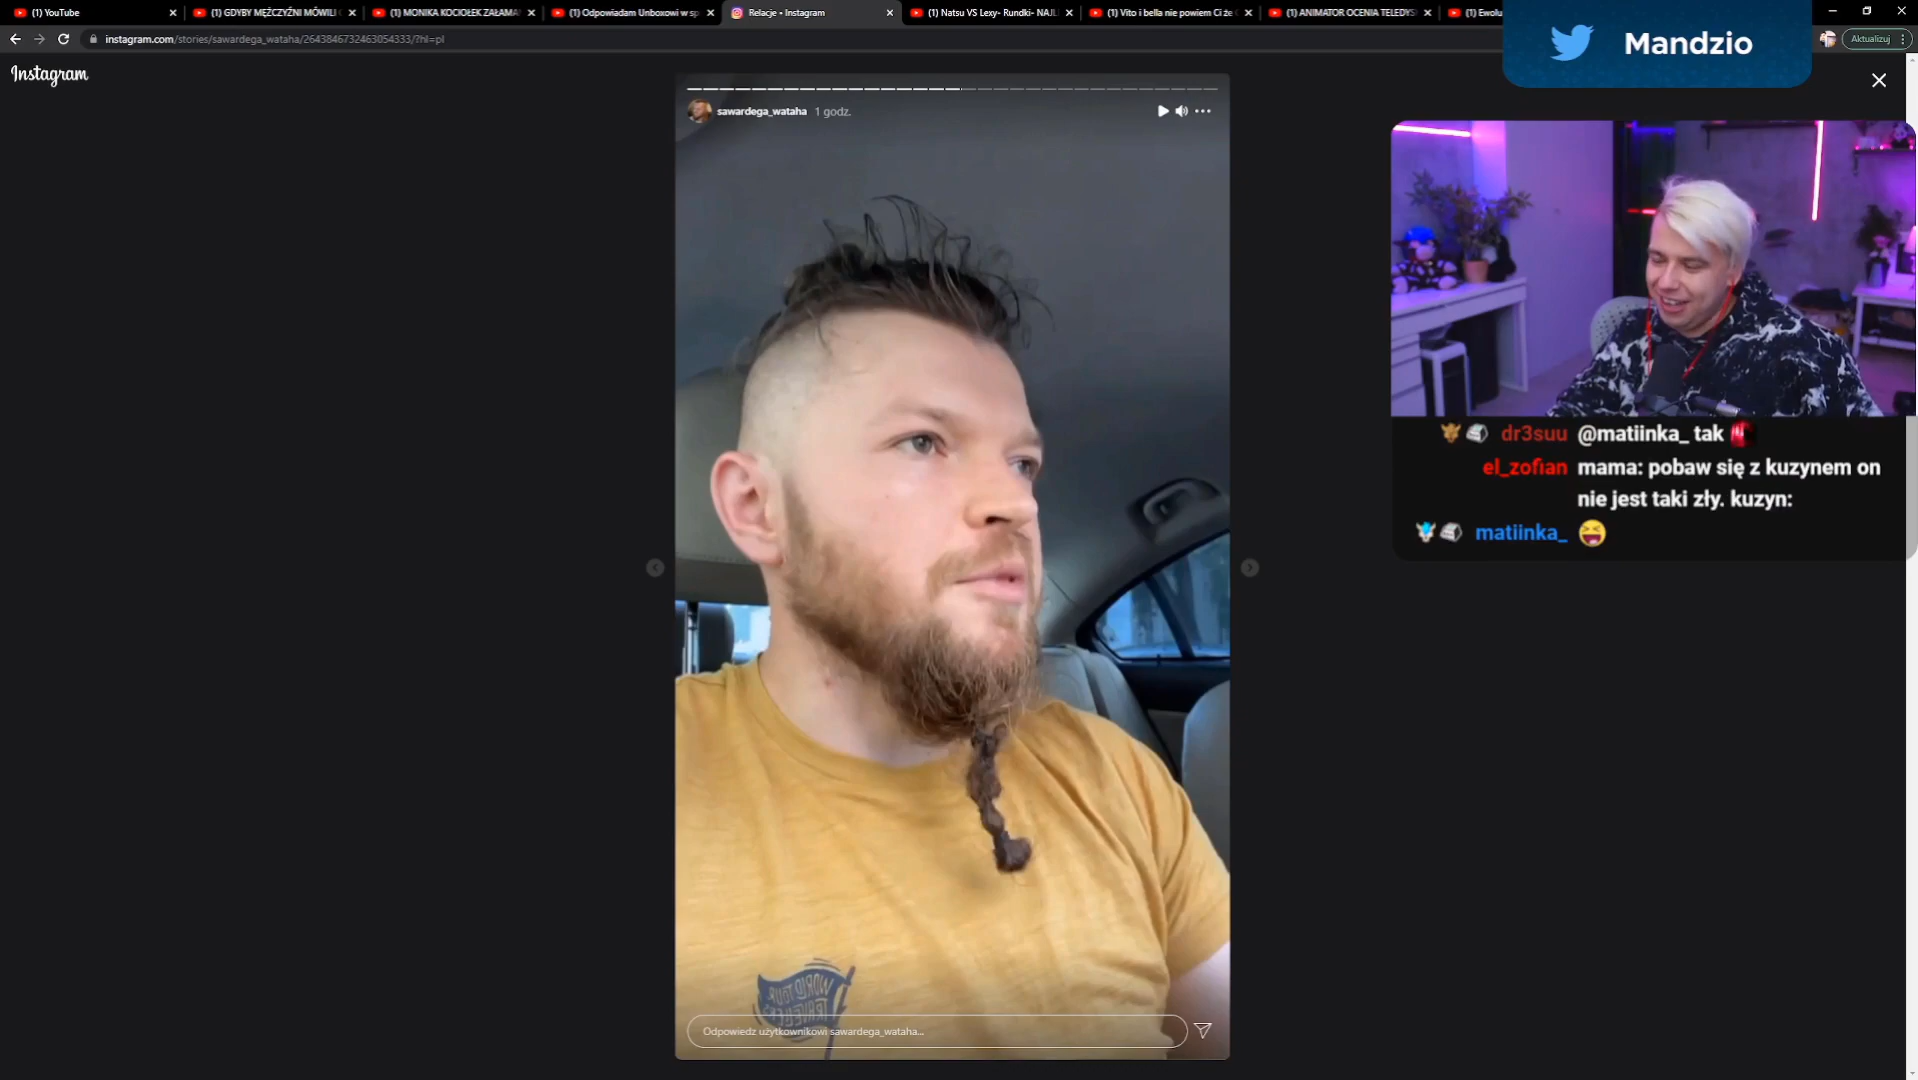 (1) YouTube
(1) GDYBY MĘŻCZYŹNI MÓWILI
(1) MONIKA KOCIOŁEK ZAŁAMA
(1) Odpowiadam Unboxowi w sp
Relacje • Instagram
(1) Natsu VS Lexy- Rundki- NAJL
(1) Vito i bella nie powiem Ci że
(1) ANIMATOR OCENIA TELEDYS
(1) Ewolu
instagram.com/stories/sawardega_wataha/2643846732463054333/?hl=pl
Aktualizuj
Instagram
Mandzio
sawardega_wataha 1 godz.
dr3suu @matiinka_ tak
el_zofian mama: pobaw się z kuzynem on
nie jest taki zły. kuzyn:
matiinka_
WORLD TOUR
Odpowiedz użytkownikowi sawardega_wataha...